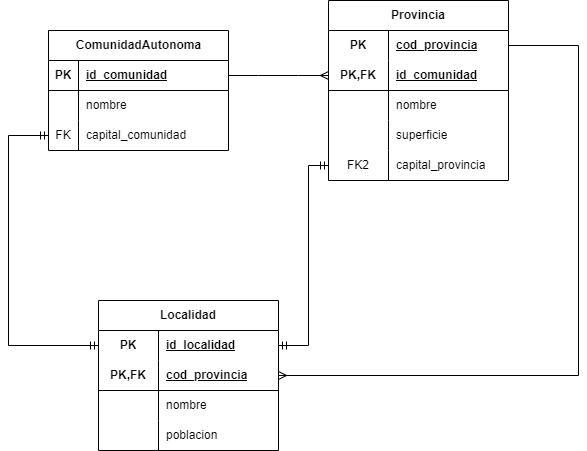 ComunidadAutonoma
PK id_comunidad
nombre
FK capital_comunidad
Provincia
PK cod_provincia
PK,FK id_comunidad
nombre
superficie
FK2 capital_provincia
Localidad
PK id_localidad
PK,FK cod_provincia
nombre
poblacion